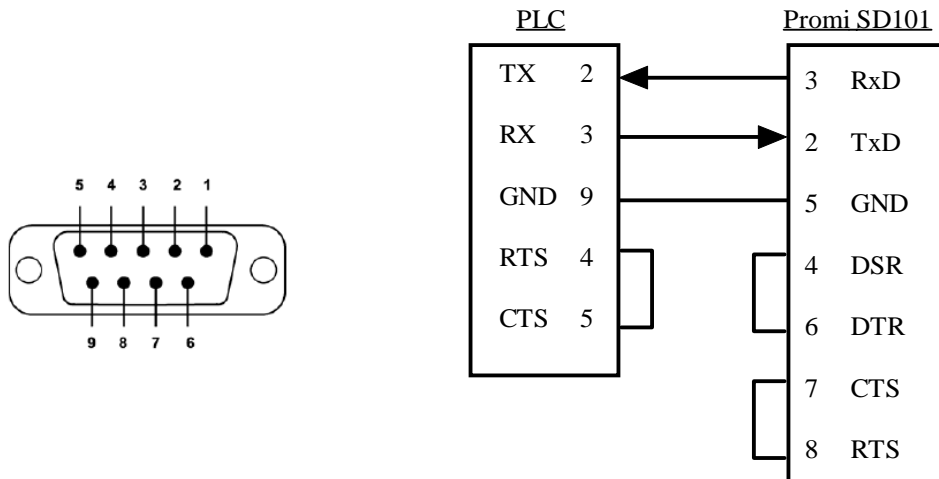 PLC
Promi SD101
TX 2
3 RxD
RX 3
2 TxD
GND 9
5 GND
RTS 4
4 DSR
CTS 5
6 DTR
7 CTS
8 RTS
5 4 3 2 1
9 8 7 6